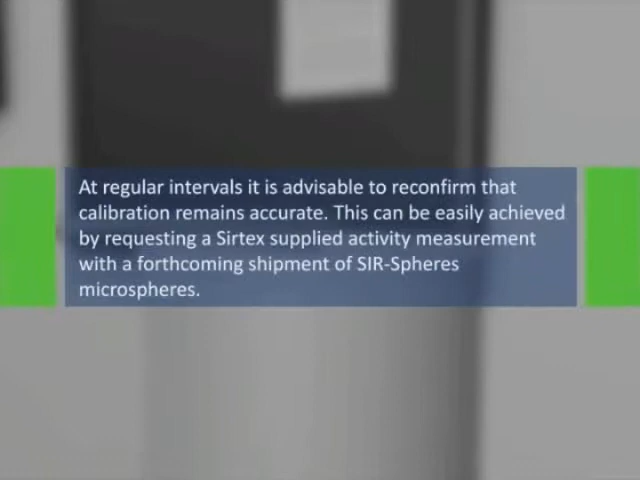 At regular intervals it is advisable to reconfirm that
calibration remains accurate. This can be easily achieved
by requesting a Sirtex supplied activity measurement
with a forthcoming shipment of SIR-Spheres
microspheres.